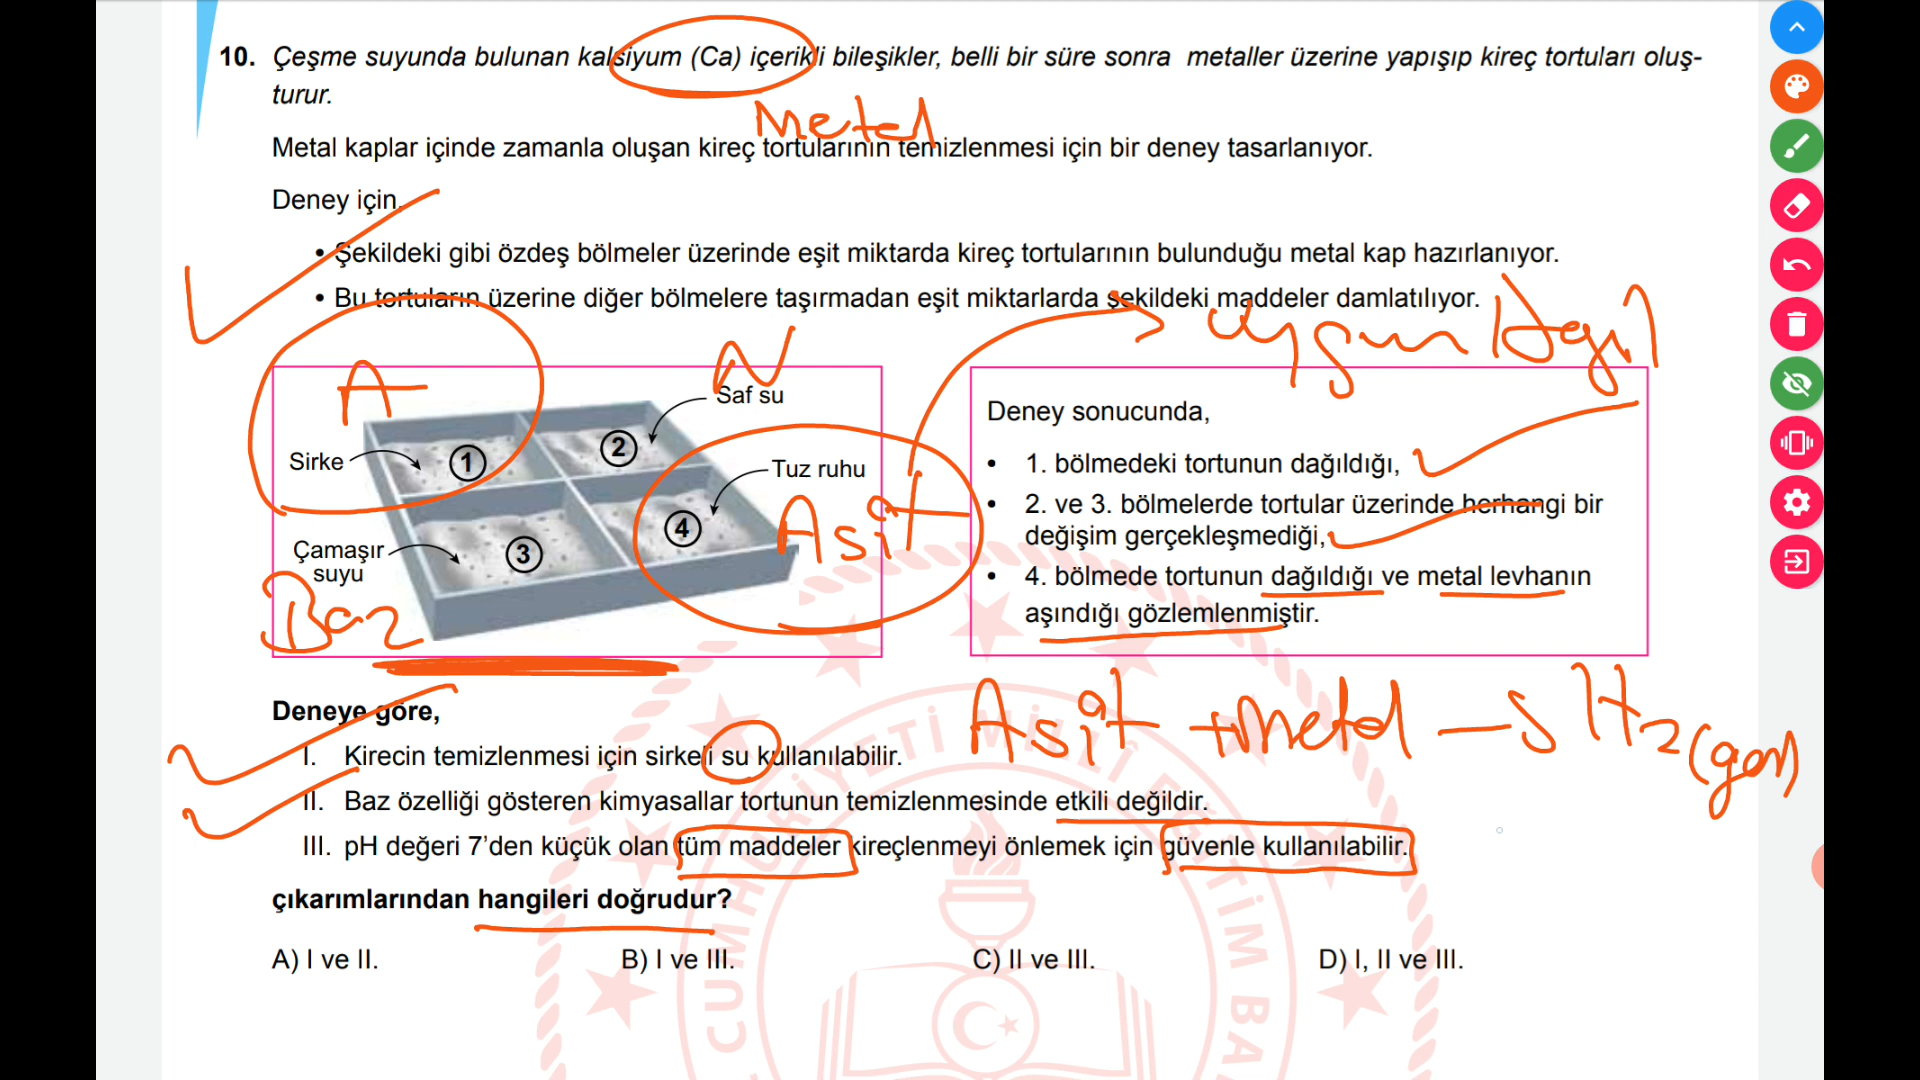 10. Çeşme suyunda bulunan kalsiyum (Ca) içerikli bileşikler, belli bir süre sonra metaller üzerine yapışıp kireç tortuları oluş-
turur.
Metal
Metal kaplar içinde zamanla oluşan kireç tortularının temizlenmesi için bir deney tasarlanıyor.
Deney için,
• Şekildeki gibi özdeş bölmeler üzerinde eşit miktarda kireç tortularının bulunduğu metal kap hazırlanıyor.
• Bu tortuların üzerine diğer bölmelere taşırmadan eşit miktarlarda şekildeki maddeler damlatılıyor.
uygun Değil
A
N
Saf su
Sirke
1
2
Tuz ruhu
Asit
4
3
Çamaşır
suyu
Baz
Deney sonucunda,
• 1. bölmedeki tortunun dağıldığı,
• 2. ve 3. bölmelerde tortular üzerinde herhangi bir
değişim gerçekleşmediği,
• 4. bölmede tortunun dağıldığı ve metal levhanın
aşındığı gözlemlenmiştir.
Asit + Metal → H2 (gaz)
Deneye göre,
I. Kirecin temizlenmesi için sirkeli su kullanılabilir.
II. Baz özelliği gösteren kimyasallar tortunun temizlenmesinde etkili değildir.
III. pH değeri 7’den küçük olan tüm maddeler kireçlenmeyi önlemek için güvenle kullanılabilir.
çıkarımlarından hangileri doğrudur?
A) I ve II.
B) I ve III.
C) II ve III.
D) I, II ve III.
CUMHURİYETİ MİLLÎ EĞİTİM BA